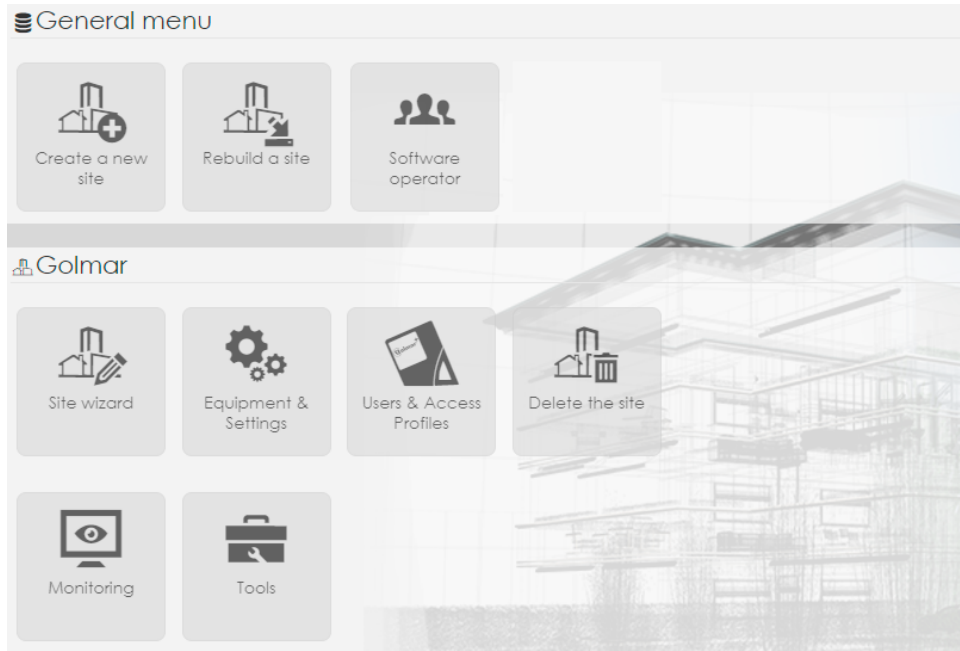 General menu
Create a new
site
Rebuild a site
Software
operator
Golmar
Site wizard
Equipment &
Settings
Users & Access
Profiles
Delete the site
Monitoring
Tools